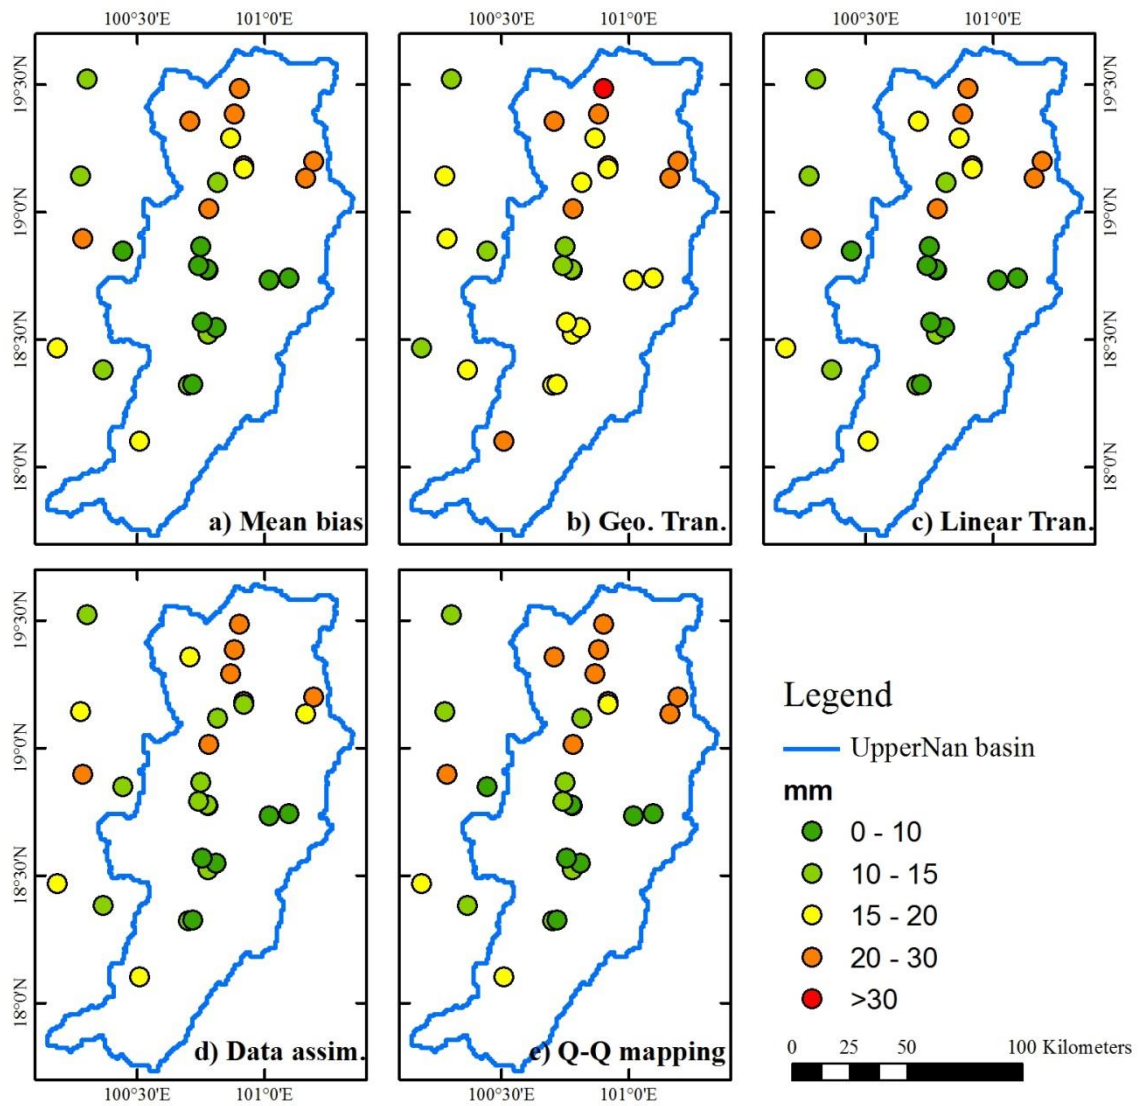 100°30'E 101°0'E 100°30'E 101°0'E 100°30'E 101°0'E
19°30'N 19°30'N
19°0'N 19°0'N
18°30'N 18°30'N
18°0'N 18°0'N
a) Mean bias b) Geo. Tran. c) Linear Tran.
19°30'N
19°0'N
18°30'N
18°0'N
d) Data assim. e) Q-Q mapping
100°30'E 101°0'E 100°30'E 101°0'E
Legend
UpperNan basin
mm
0 - 10
10 - 15
15 - 20
20 - 30
>30
0 25 50 100 Kilometers